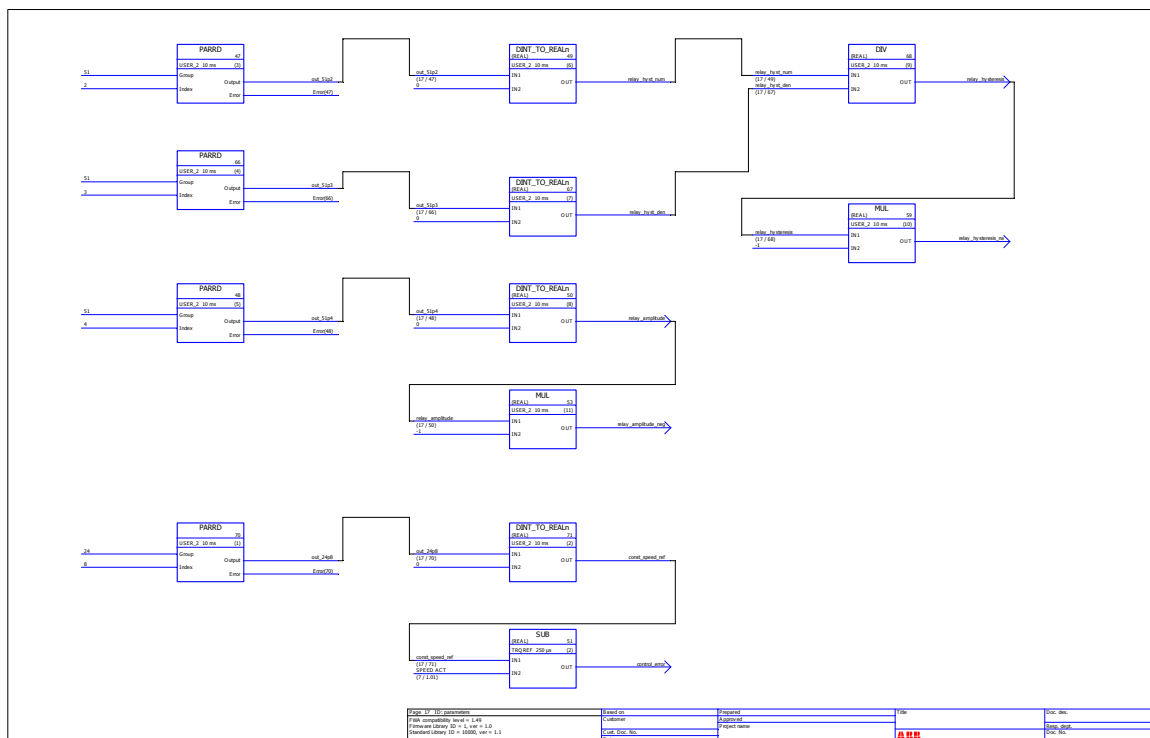 PARRD
47
USER_2 10 ms (3)
51
Group
2
Index
Output
out_51p2
Error
Error(47)
DINT_TO_REALn
(REAL) 49
USER_2 10 ms (6)
out_51p2
IN1
(17 / 47)
0
IN2
OUT
relay_hyst_num
DIV
(REAL) 68
USER_2 10 ms (9)
relay_hyst_num
IN1
(17 / 49)
relay_hyst_den
IN2
(17 / 67)
OUT
relay_hysteresis
PARRD
66
USER_2 10 ms (4)
51
Group
3
Index
Output
out_51p3
Error
Error(66)
DINT_TO_REALn
(REAL) 67
USER_2 10 ms (7)
out_51p3
IN1
(17 / 66)
0
IN2
OUT
relay_hyst_den
MUL
(REAL) 59
USER_2 10 ms (10)
relay_hysteresis
IN1
(17 / 68)
-1
IN2
OUT
relay_hysteresis_ne
PARRD
48
USER_2 10 ms (5)
51
Group
4
Index
Output
out_51p4
Error
Error(48)
DINT_TO_REALn
(REAL) 50
USER_2 10 ms (8)
out_51p4
IN1
(17 / 48)
0
IN2
OUT
relay_amplitude
MUL
(REAL) 53
USER_2 10 ms (11)
relay_amplitude
IN1
(17 / 50)
-1
IN2
OUT
relay_amplitude_neg
PARRD
70
USER_2 10 ms (1)
24
Group
8
Index
Output
out_24p8
Error
Error(70)
DINT_TO_REALn
(REAL) 71
USER_2 10 ms (2)
out_24p8
IN1
(17 / 70)
0
IN2
OUT
const_speed_ref
SUB
(REAL) 51
TRQ REF 250 µs (2)
const_speed_ref
IN1
(17 / 71)
SPEED ACT
IN2
(7 / 1.01)
OUT
control_error
Page 17 ID: parameters
FWA compatibility level = 1.49
Firmware Library ID = 1, ver = 1.0
Standard Library ID = 10000, ver = 1.1
Based on
Customer
Cust. Doc. No.
Prepared
Approved
Project name
Title
ABB
Doc. des.
Resp. dept.
Doc. No.